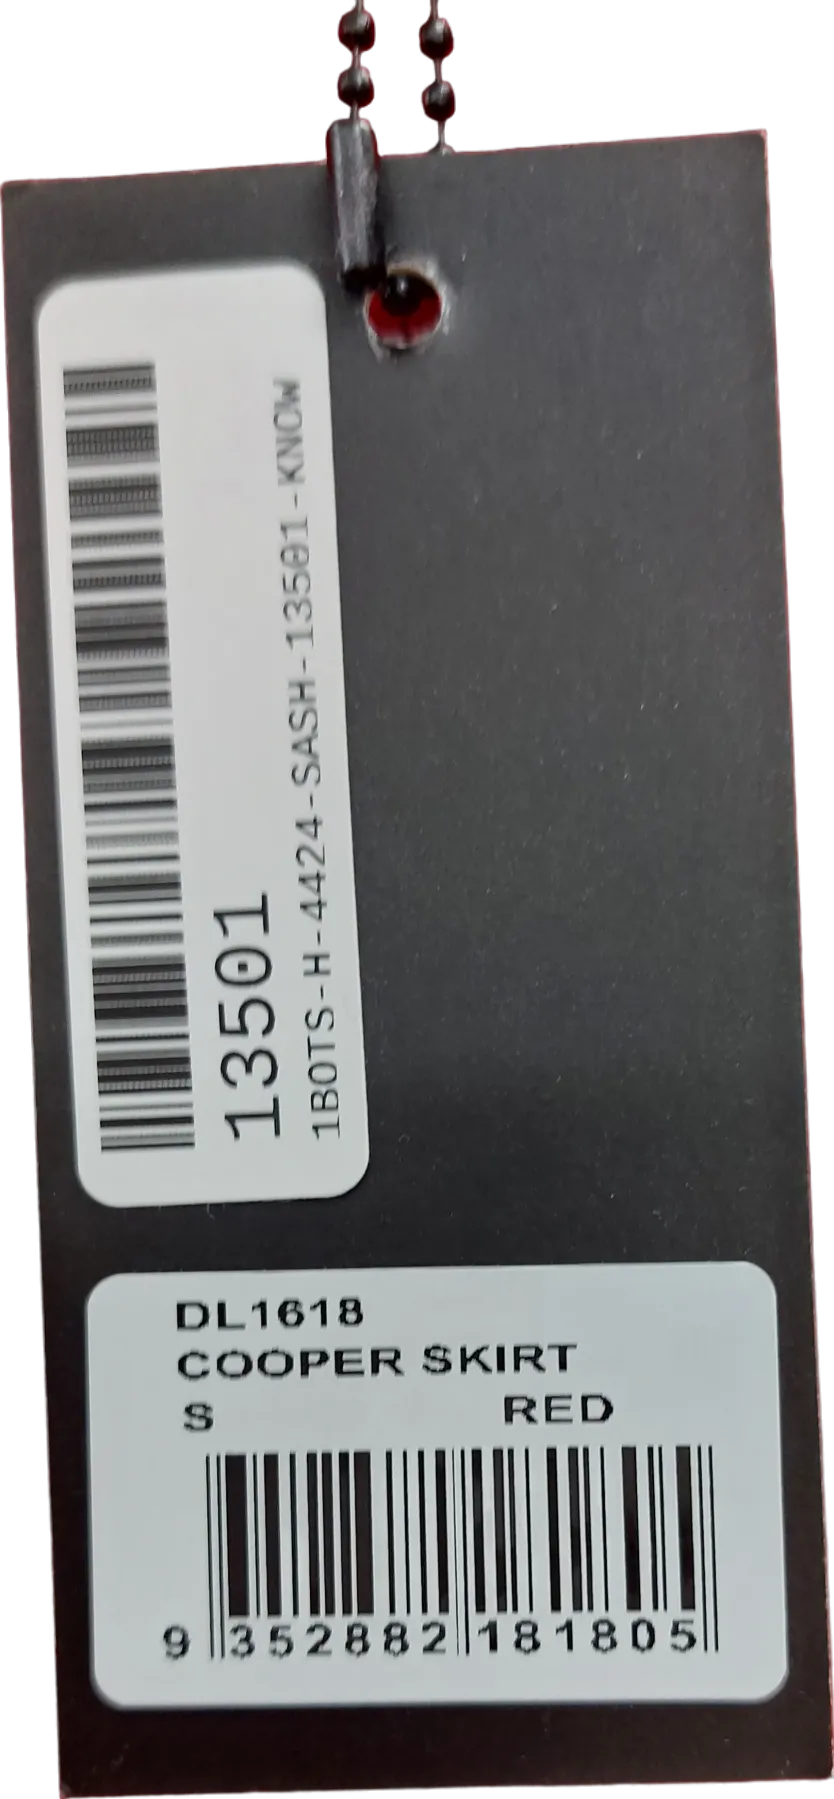 13501
1BOTS-H-4424-SASH-13501-KNOW
DL1618
COOPER SKIRT
S RED
9 352882 181805